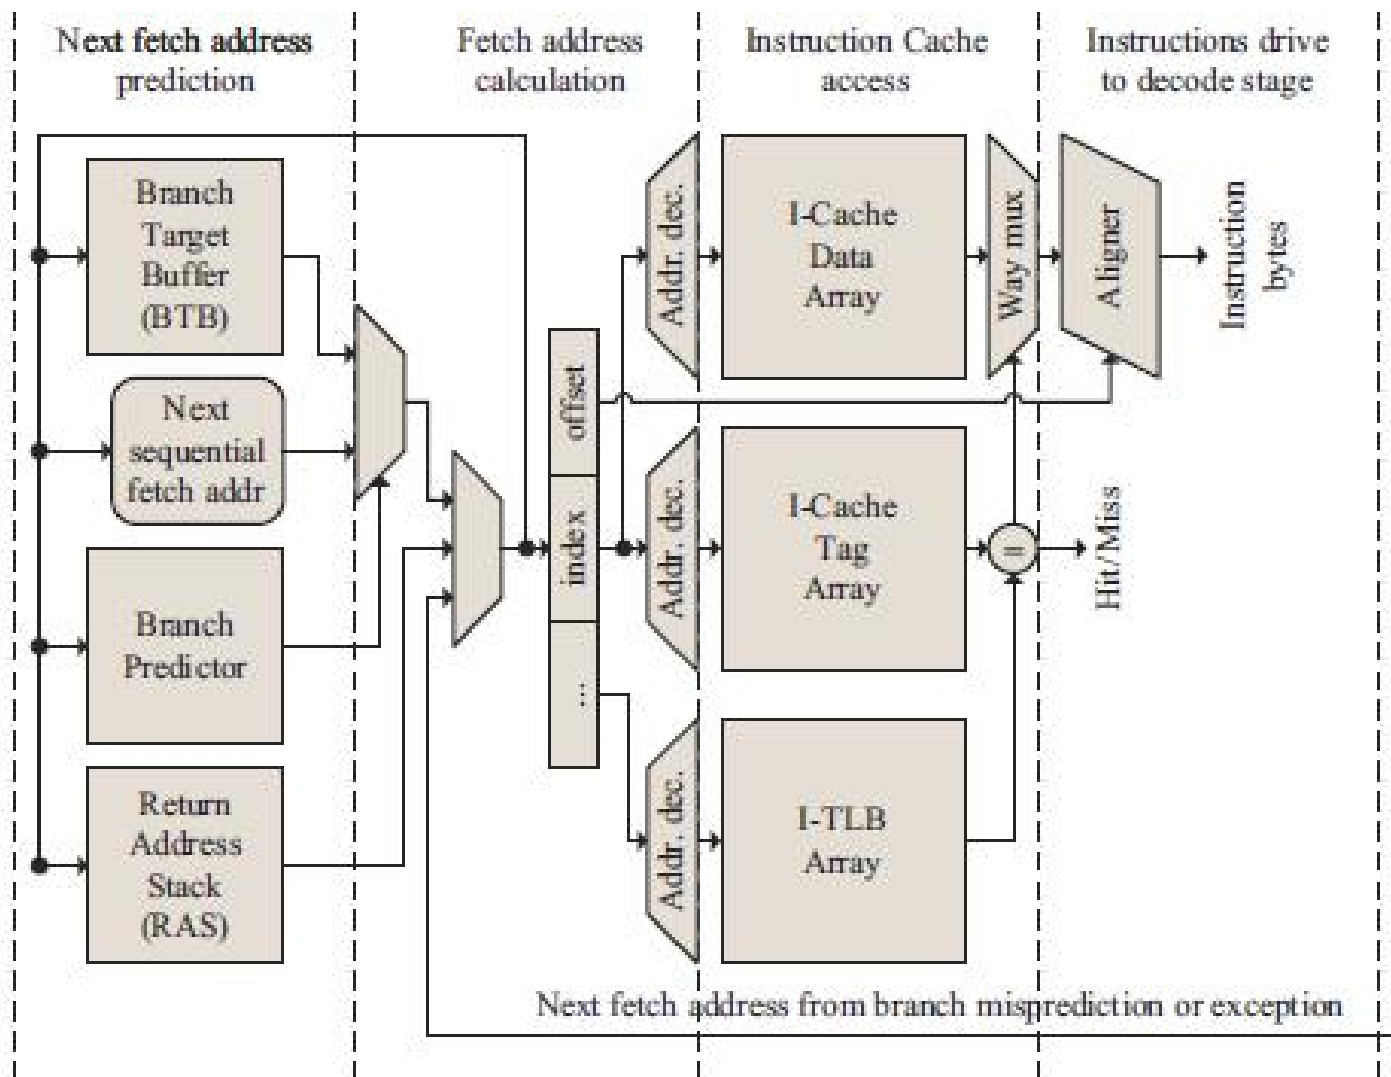 Next fetch address
prediction
Fetch address
calculation
Instruction Cache
access
Instructions drive
to decode stage
Branch
Target
Buffer
(BTB)
Next
sequential
fetch addr
Branch
Predictor
Return
Address
Stack
(RAS)
offset
index
...
Addr. dec.
Addr. dec.
Addr. dec.
I-Cache
Data
Array
I-Cache
Tag
Array
I-TLB
Array
Way mux
=
Aligner
Instruction
bytes
Hit/Miss
Next fetch address from branch misprediction or exception